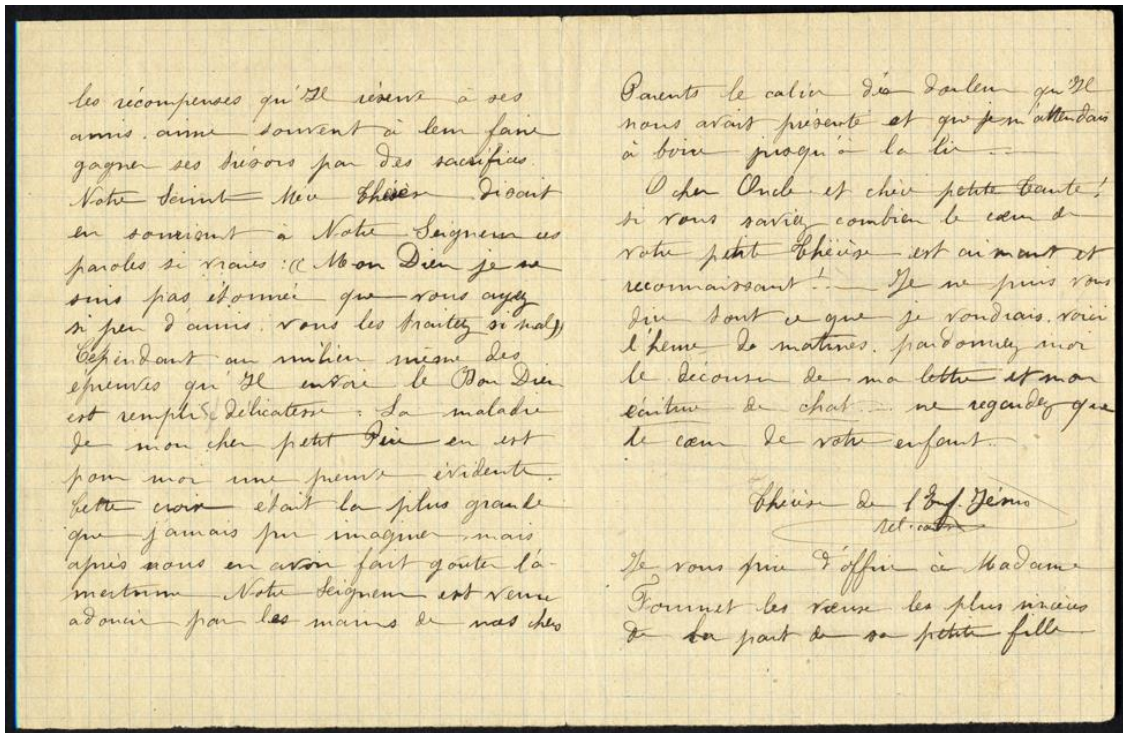 les récompenses qu'Il réserve à ses
amis aime souvent à leur faire
gagner ses trésors par des sacrifices.
Notre Sainte Mère Thérèse disait
en souriant à Notre Seigneur ces
paroles si vraies : « Mon Dieu je ne
suis pas étonnée que vous ayez
si peu d'amis, vous les traitez si mal »
Cependant au milieu même des
épreuves qu'Il envoie le Bon Dieu
est rempli de délicatesse. La maladie
de mon cher petit Père en est
pour moi une preuve évidente.
Cette croix était la plus grande
que j'amais pu imaginer mais
après nous en avoir fait goûter l'a-
mertume Notre Seigneur est venu
adoucir par les mains de nos chers
Parents le calice de douleur qu'Il
nous avait présenté et que je m'attendais
à boire jusqu'à la lie ....
O cher Oncle et chère petite Tante !
si vous saviez combien le cœur de
votre petite Thérèse est aimant et
reconnaissant !... Je ne puis vous
dire tout ce que je voudrais, voici
l'heure de matines, pardonnez moi
le décousu de ma lettre et mon
écriture de chat .... ne regardez que
le cœur de votre enfant...
Thérèse de l'Enf. Jésus
rel. carm
Je vous prie d'offrir à Madame
Fournet les vœux les plus sincères
de la part de sa petite fille